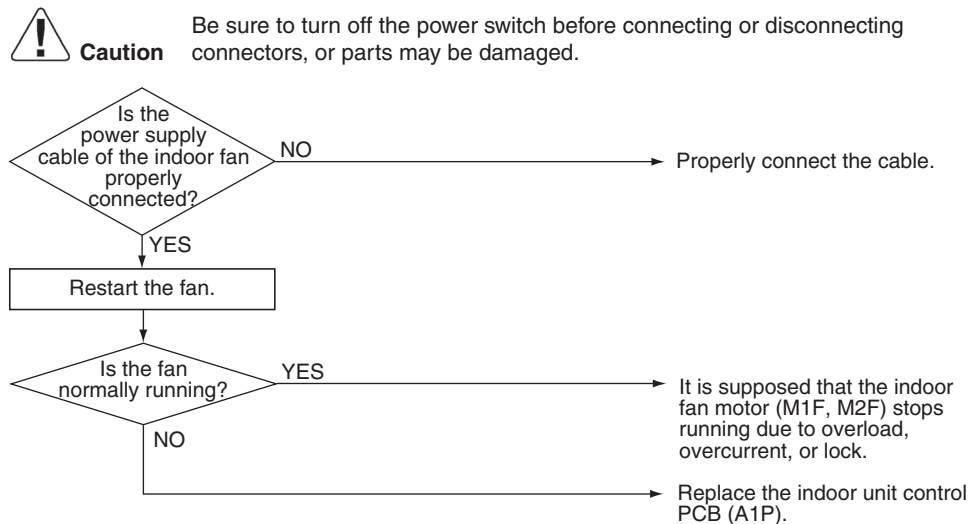 Be sure to turn off the power switch before connecting or disconnecting
Caution connectors, or parts may be damaged.
Is the
power supply
cable of the indoor fan
properly
connected?
NO
Properly connect the cable.
YES
Restart the fan.
Is the fan
normally running?
YES
It is supposed that the indoor
fan motor (M1F, M2F) stops
running due to overload,
overcurrent, or lock.
NO
Replace the indoor unit control
PCB (A1P).